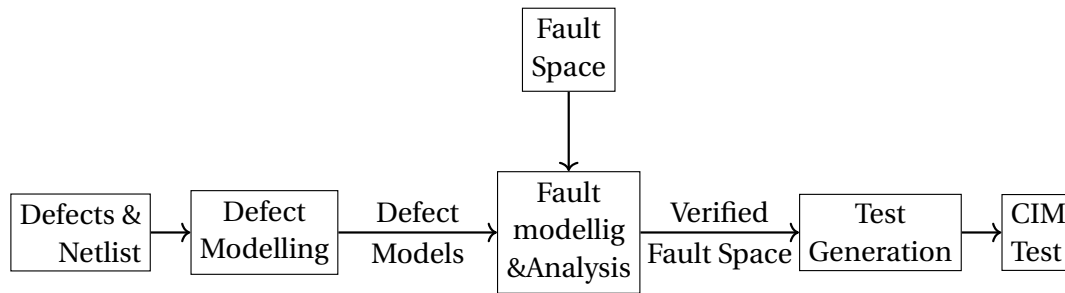 Fault
Space
Defects &
Netlist
Defect
Modelling
Defect
Models
Fault
modellig
&Analysis
Verified
Fault Space
Test
Generation
CIM
Test